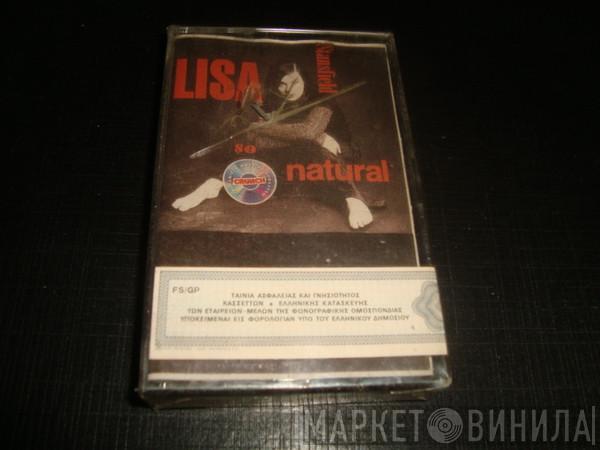 LISA
Stansfield
so
CRUNCH
natural
FS/GP
ΤΑΙΝΙΑ ΑΣΦΑΛΕΙΑΣ ΚΑΙ ΓΝΗΣΙΟΤΗΤΟΣ
ΚΑΣΣΕΤΤΩΝ ★ ΕΛΛΗΝΙΚΗΣ ΚΑΤΑΣΚΕΥΗΣ
ΤΩΝ ΕΤΑΙΡΕΙΩΝ-ΜΕΛΩΝ ΤΗΣ ΦΩΝΟΓΡΑΦΙΚΗΣ ΟΜΟΣΠΟΝΔΙΑΣ
ΥΠΟΚΕΙΜΕΝΑΙ ΕΙΣ ΦΟΡΟΛΟΓΙΑΝ ΥΠΟ ΤΟΥ ΕΛΛΗΝΙΚΟΥ ΔΗΜΟΣΙΟΥ
МАРКЕТ ВИНИЛА